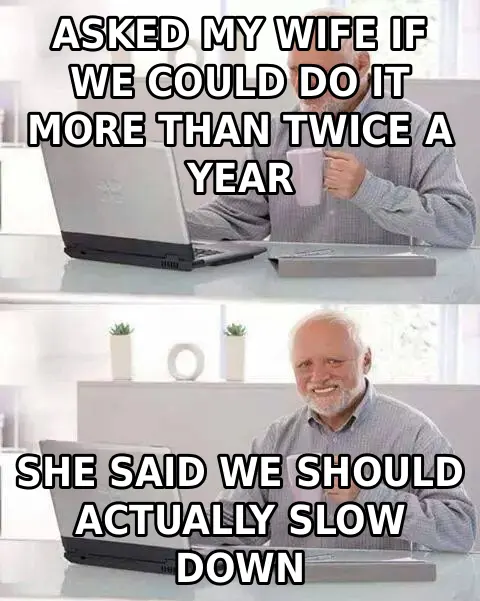 ASKED MY WIFE IF
WE COULD DO IT
MORE THAN TWICE A
YEAR
SHE SAID WE SHOULD
ACTUALLY SLOW
DOWN